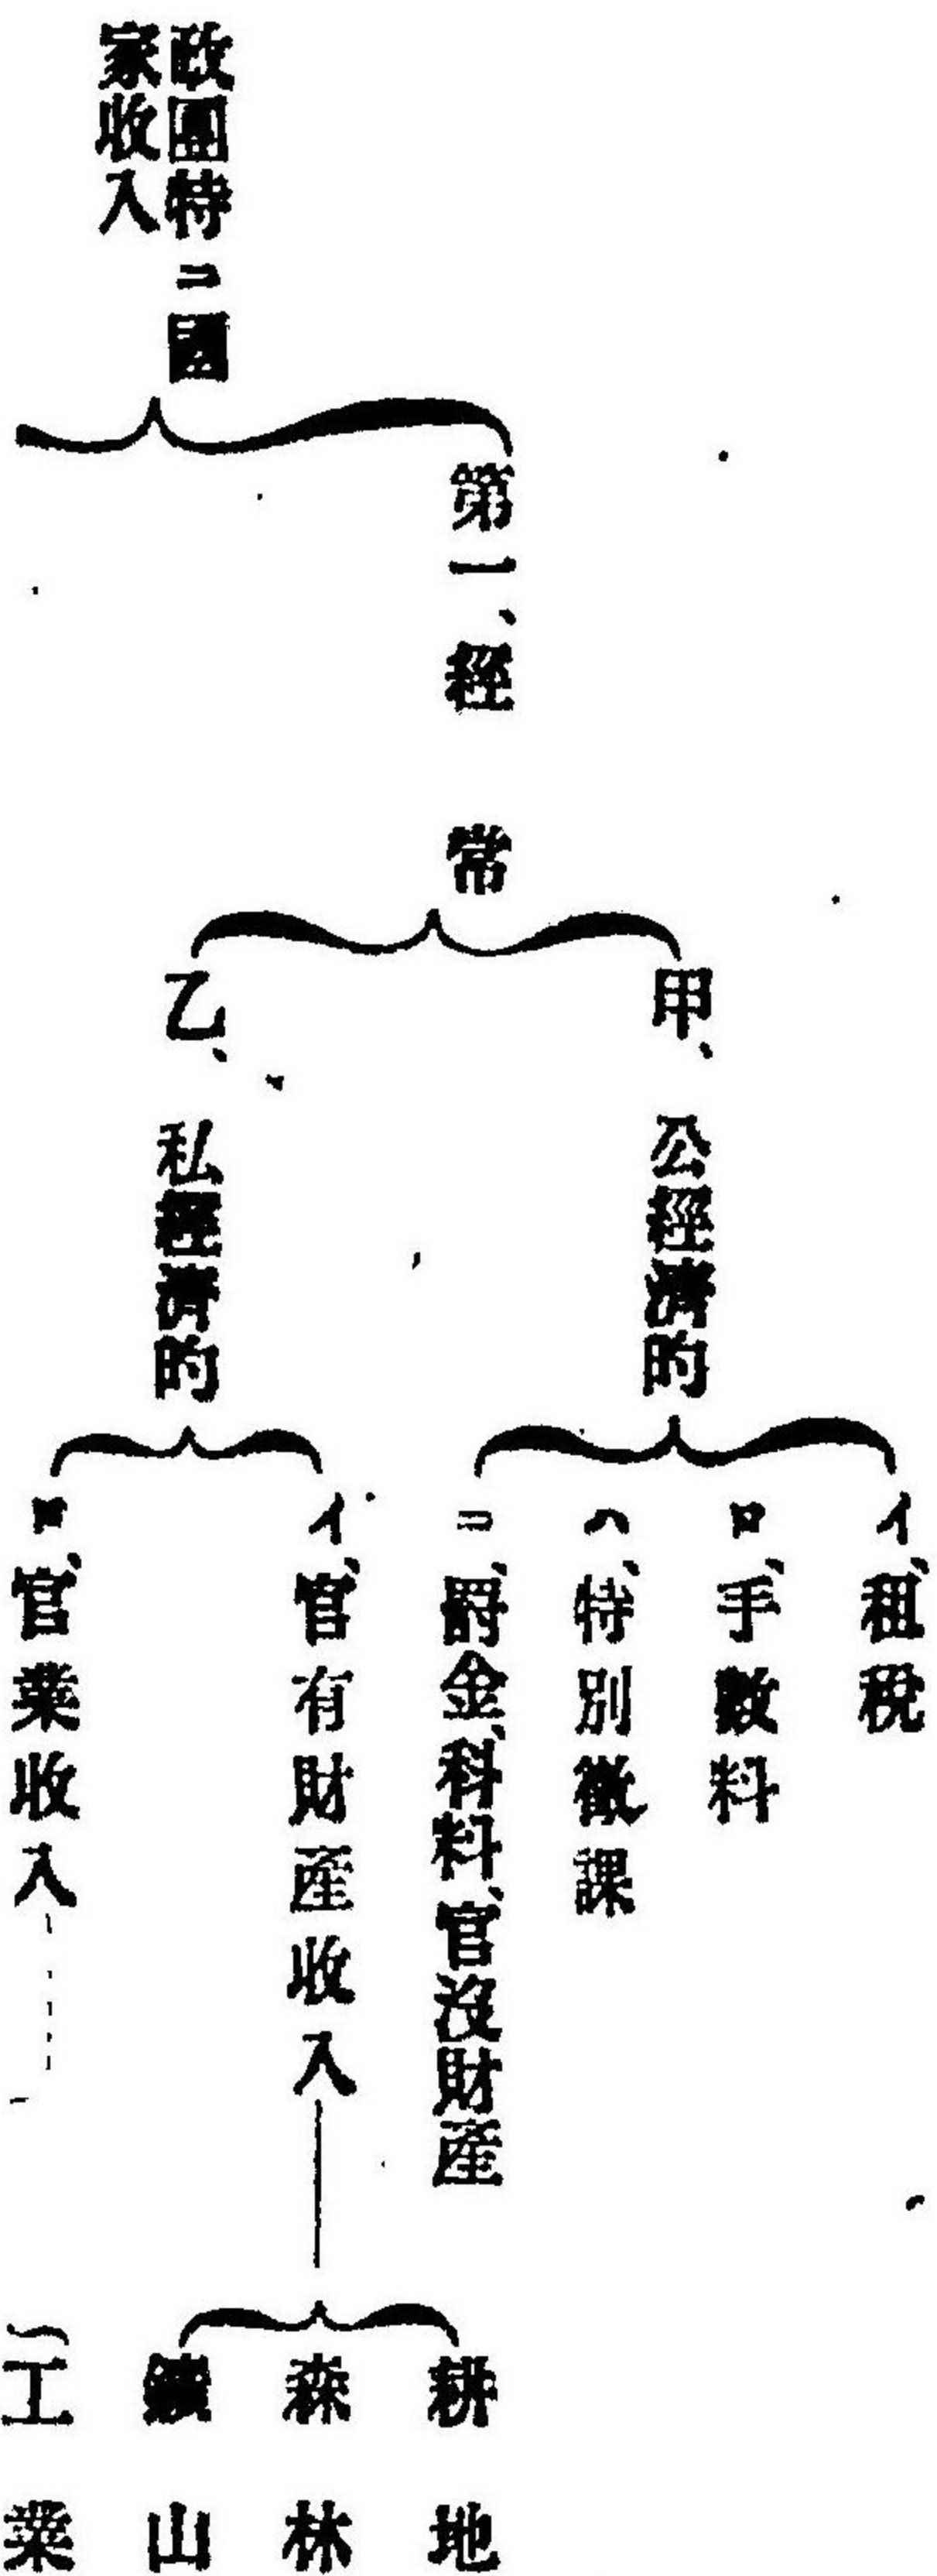 政團特ニ國
家收入
第一、經常
甲、公經濟的
イ、租稅
ロ、手數料
ハ、特別徵課
ニ、罸金、科料、官沒財產
乙、私經濟的
イ、官有財產收入
耕地
森林
鑛山
ロ、官業收入
工業